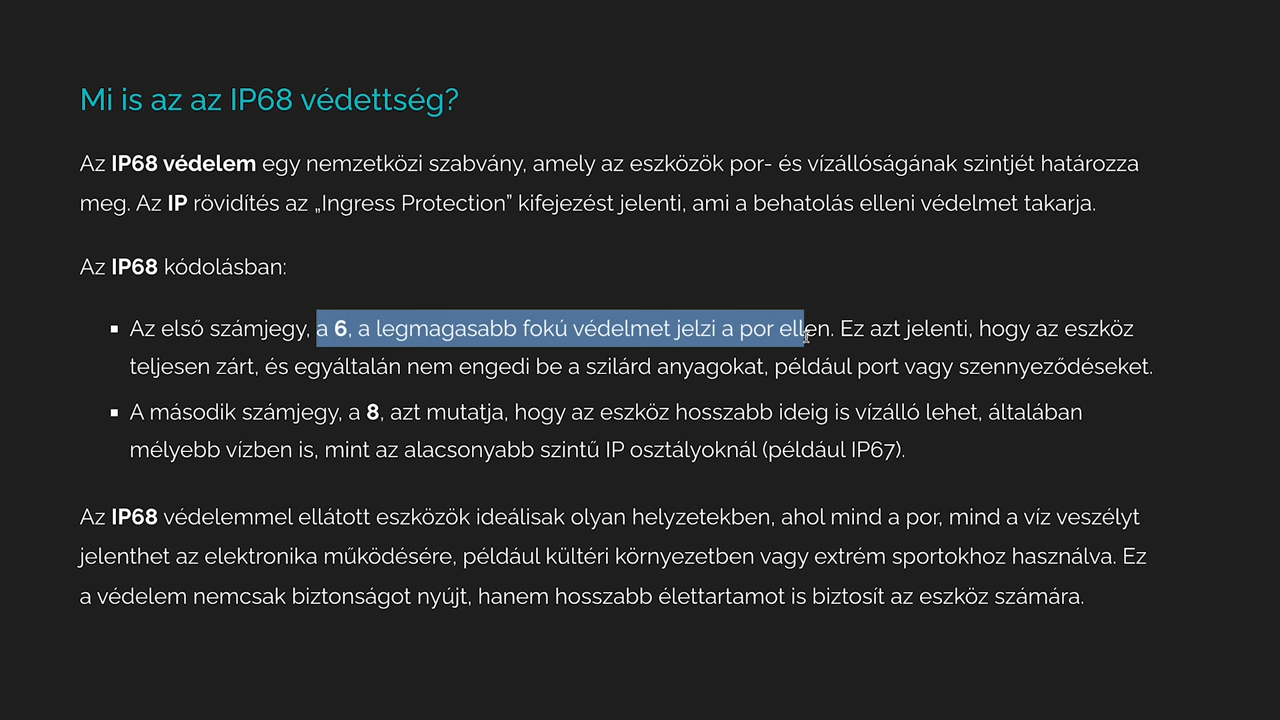 Mi is az az IP68 védettség?
Az IP68 védelem egy nemzetközi szabvány, amely az eszközök por- és vízállóságának szintjét határozza
meg. Az IP rövidítés az „Ingress Protection” kifejezést jelenti, ami a behatolás elleni védelmet takarja.
Az IP68 kódolásban:
▪ Az első számjegy, a 6, a legmagasabb fokú védelmet jelzi a por ellen. Ez azt jelenti, hogy az eszköz
teljesen zárt, és egyáltalán nem engedi be a szilárd anyagokat, például port vagy szennyeződéseket.
▪ A második számjegy, a 8, azt mutatja, hogy az eszköz hosszabb ideig is vízálló lehet, általában
mélyebb vízben is, mint az alacsonyabb szintű IP osztályoknál (például IP67).
Az IP68 védelemmel ellátott eszközök ideálisak olyan helyzetekben, ahol mind a por, mind a víz veszélyt
jelenthet az elektronika működésére, például kültéri környezetben vagy extrém sportokhoz használva. Ez
a védelem nemcsak biztonságot nyújt, hanem hosszabb élettartamot is biztosít az eszköz számára.